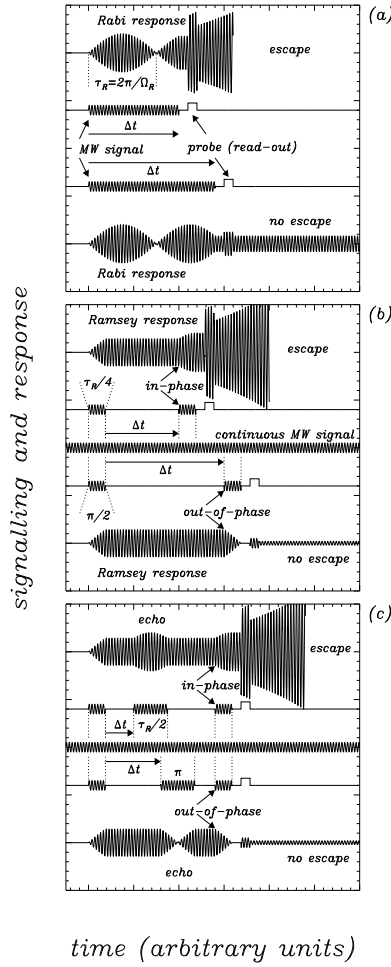 (a)
Rabi response
escape
τ_R=2π/Ω_R
Δt
MW signal
probe (read-out)
Δt
no escape
Rabi response
(b)
Ramsey response
escape
τ_R/4
in-phase
Δt
continuous MW signal
Δt
π/2
out-of-phase
no escape
Ramsey response
(c)
echo
escape
in-phase
Δt
τ_R/2
Δt
π
out-of-phase
no escape
echo
signalling and response
time (arbitrary units)